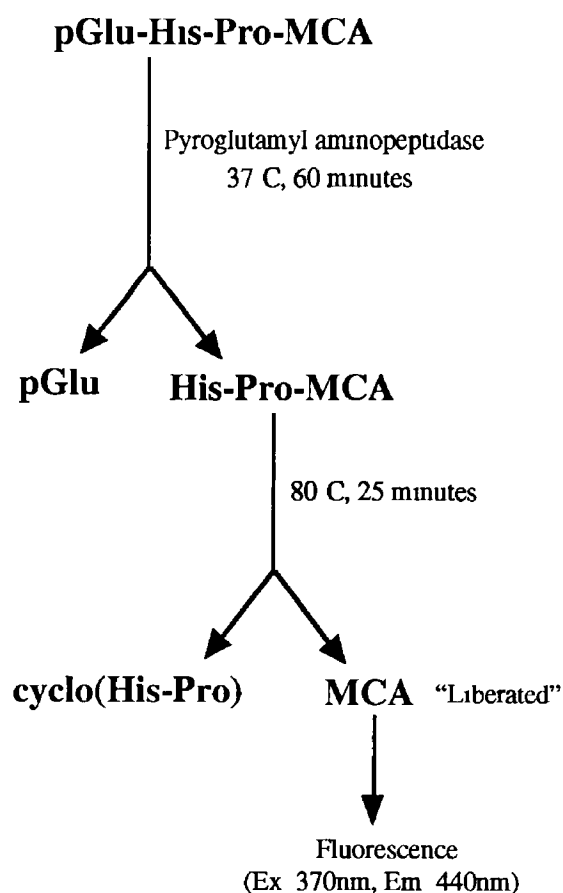 pGlu-His-Pro-MCA
Pyroglutamyl aminopeptidase
37 C, 60 minutes
pGlu His-Pro-MCA
80 C, 25 minutes
cyclo(His-Pro) MCA “Liberated”
Fluorescence
(Ex 370nm, Em 440nm)